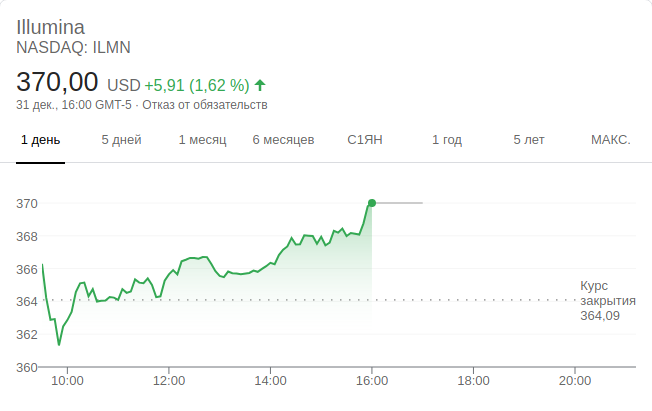 Illumina
NASDAQ: ILMN
370,00 USD +5,91 (1,62 %)
31 дек., 16:00 GMT-5 · Отказ от обязательств
1 день 5 дней 1 месяц 6 месяцев С1ЯН 1 год 5 лет МАКС.
370
368
366
364
362
360
Курс
закрытия
364,09
10:00 12:00 14:00 16:00 18:00 20:00